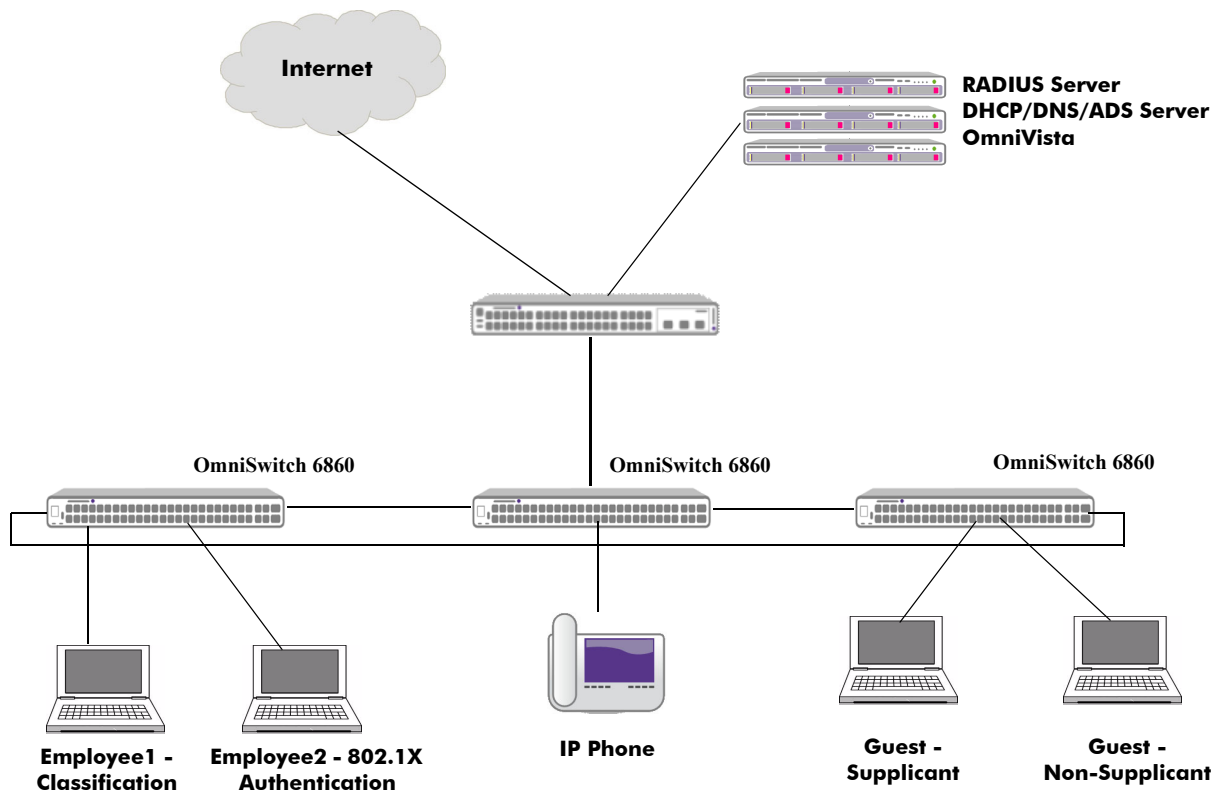 Internet
RADIUS Server
DHCP/DNS/ADS Server
OmniVista
OmniSwitch 6860
OmniSwitch 6860
OmniSwitch 6860
Employee1 -
Classification
Employee2 - 802.1X
Authentication
IP Phone
Guest -
Supplicant
Guest -
Non-Supplicant